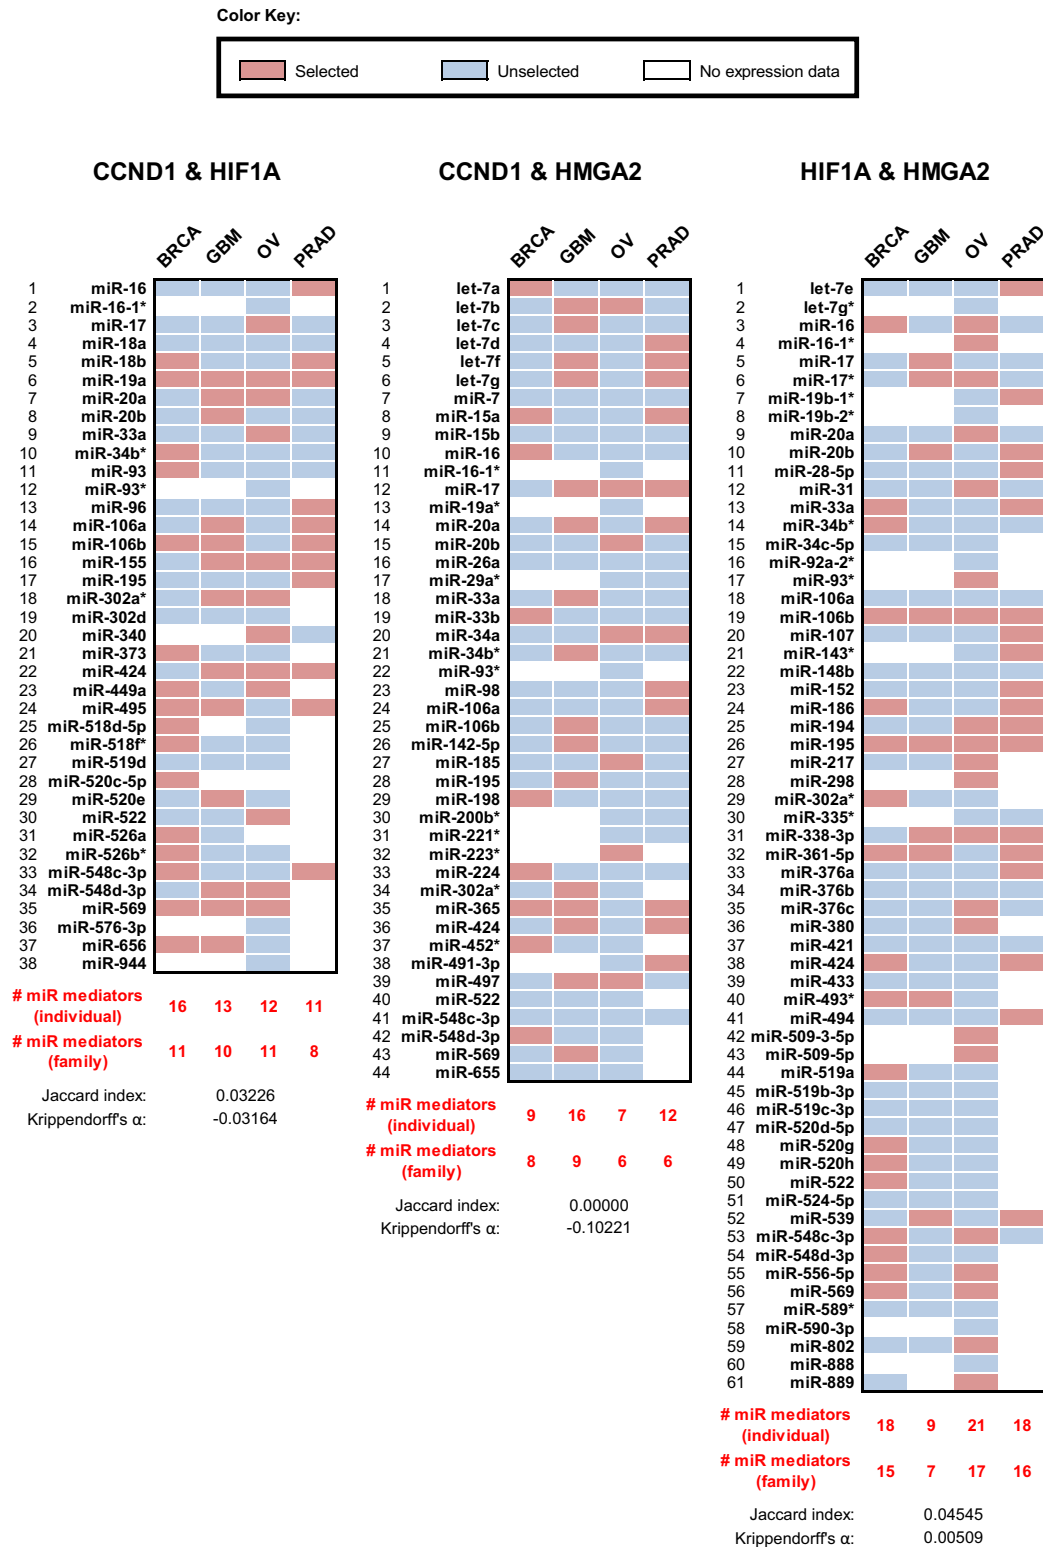 Color Key:
Selected Unselected No expression data
CCND1 & HIF1A
BRCA GBM OV PRAD
1 miR-16
2 miR-16-1*
3 miR-17
4 miR-18a
5 miR-18b
6 miR-19a
7 miR-20a
8 miR-20b
9 miR-33a
10 miR-34b*
11 miR-93
12 miR-93*
13 miR-96
14 miR-106a
15 miR-106b
16 miR-155
17 miR-195
18 miR-302a*
19 miR-302d
20 miR-340
21 miR-373
22 miR-424
23 miR-449a
24 miR-495
25 miR-518d-5p
26 miR-518f*
27 miR-519d
28 miR-520c-5p
29 miR-520e
30 miR-522
31 miR-526a
32 miR-526b*
33 miR-548c-3p
34 miR-548d-3p
35 miR-569
36 miR-576-3p
37 miR-656
38 miR-944
# miR mediators
(individual) 16 13 12 11
# miR mediators
(family) 11 10 11 8
Jaccard index: 0.03226
Krippendorff's α: -0.03164
CCND1 & HMGA2
BRCA GBM OV PRAD
1 let-7a
2 let-7b
3 let-7c
4 let-7d
5 let-7f
6 let-7g
7 miR-7
8 miR-15a
9 miR-15b
10 miR-16
11 miR-16-1*
12 miR-17
13 miR-19a*
14 miR-20a
15 miR-20b
16 miR-26a
17 miR-29a*
18 miR-33a
19 miR-33b
20 miR-34a
21 miR-34b*
22 miR-93*
23 miR-98
24 miR-106a
25 miR-106b
26 miR-142-5p
27 miR-185
28 miR-195
29 miR-198
30 miR-200b*
31 miR-221*
32 miR-223*
33 miR-224
34 miR-302a*
35 miR-365
36 miR-424
37 miR-452*
38 miR-491-3p
39 miR-497
40 miR-522
41 miR-548c-3p
42 miR-548d-3p
43 miR-569
44 miR-655
# miR mediators
(individual) 9 16 7 12
# miR mediators
(family) 8 9 6 6
Jaccard index: 0.00000
Krippendorff's α: -0.10221
HIF1A & HMGA2
BRCA GBM OV PRAD
1 let-7e
2 let-7g*
3 miR-16
4 miR-16-1*
5 miR-17
6 miR-17*
7 miR-19b-1*
8 miR-19b-2*
9 miR-20a
10 miR-20b
11 miR-28-5p
12 miR-31
13 miR-33a
14 miR-34b*
15 miR-34c-5p
16 miR-92a-2*
17 miR-93*
18 miR-106a
19 miR-106b
20 miR-107
21 miR-143*
22 miR-148b
23 miR-152
24 miR-186
25 miR-194
26 miR-195
27 miR-217
28 miR-298
29 miR-302a*
30 miR-335*
31 miR-338-3p
32 miR-361-5p
33 miR-376a
34 miR-376b
35 miR-376c
36 miR-380
37 miR-421
38 miR-424
39 miR-433
40 miR-493*
41 miR-494
42 miR-509-3-5p
43 miR-509-5p
44 miR-519a
45 miR-519b-3p
46 miR-519c-3p
47 miR-520d-5p
48 miR-520g
49 miR-520h
50 miR-522
51 miR-524-5p
52 miR-539
53 miR-548c-3p
54 miR-548d-3p
55 miR-556-5p
56 miR-569
57 miR-589*
58 miR-590-3p
59 miR-802
60 miR-888
61 miR-889
# miR mediators
(individual) 18 9 21 18
# miR mediators
(family) 15 7 17 16
Jaccard index: 0.04545
Krippendorff's α: 0.00509